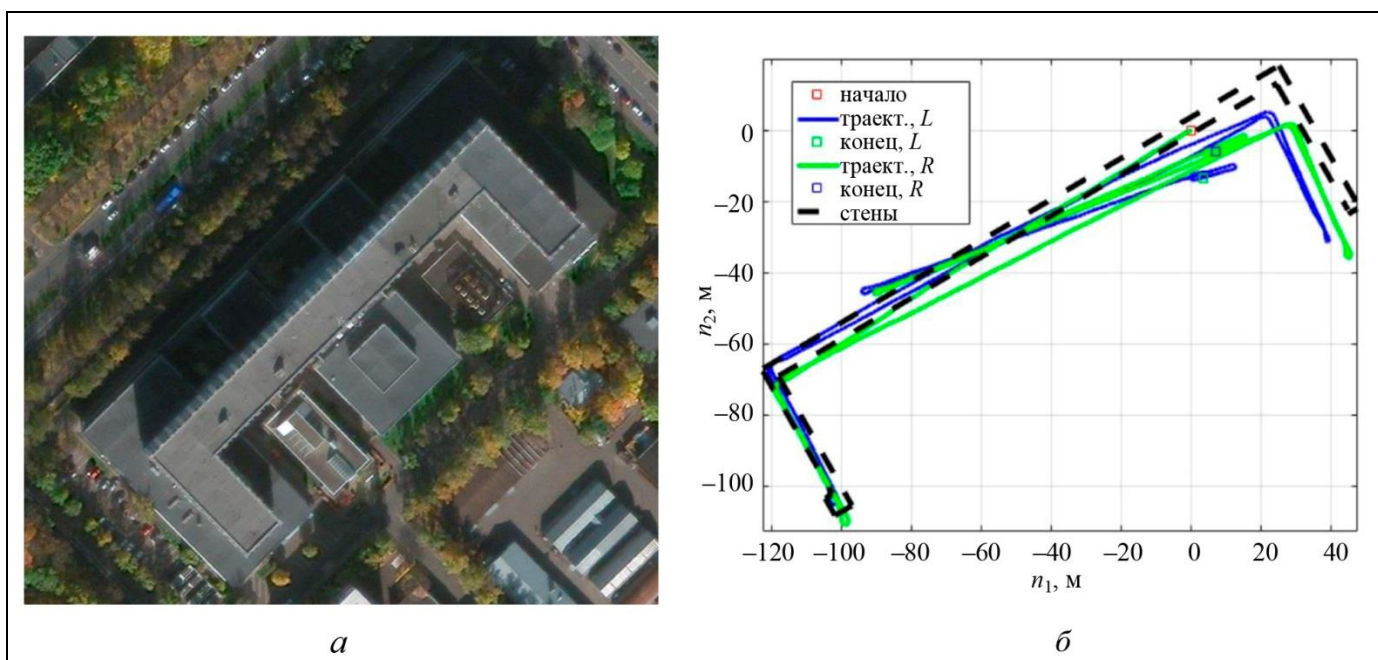 начало
траект., L
конец, L
траект., R
конец, R
стены
0
−20
−40
−60
−80
−100
n₂, м
−120 −100 −80 −60 −40 −20 0 20 40
n₁, м
а
б